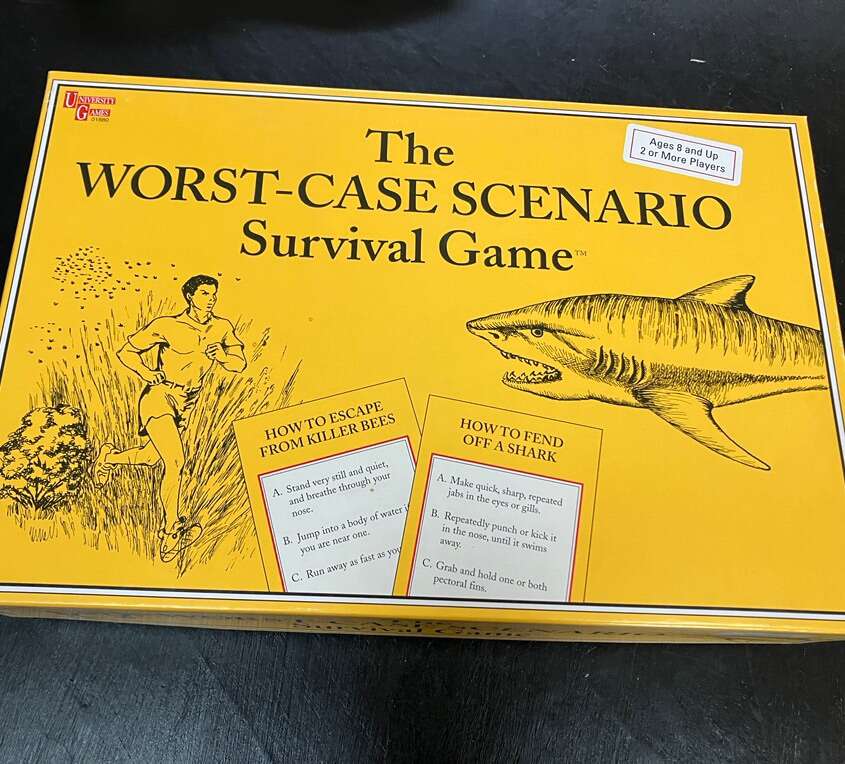 UNIVERSITY
GAMES
01880
Ages 8 and Up
2 or More Players
The
WORST-CASE SCENARIO
Survival Game™
HOW TO ESCAPE
FROM KILLER BEES
A. Stand very still and quiet,
and breathe through your
nose.
B. Jump into a body of water
you are near one.
C. Run away as fast as
HOW TO FEND
OFF A SHARK
A. Make quick, sharp, repeated
jabs in the eyes or gills.
B. Repeatedly punch or kick it
in the nose, until it swims
away.
C. Grab and hold one or both
pectoral fins.
Survival Game